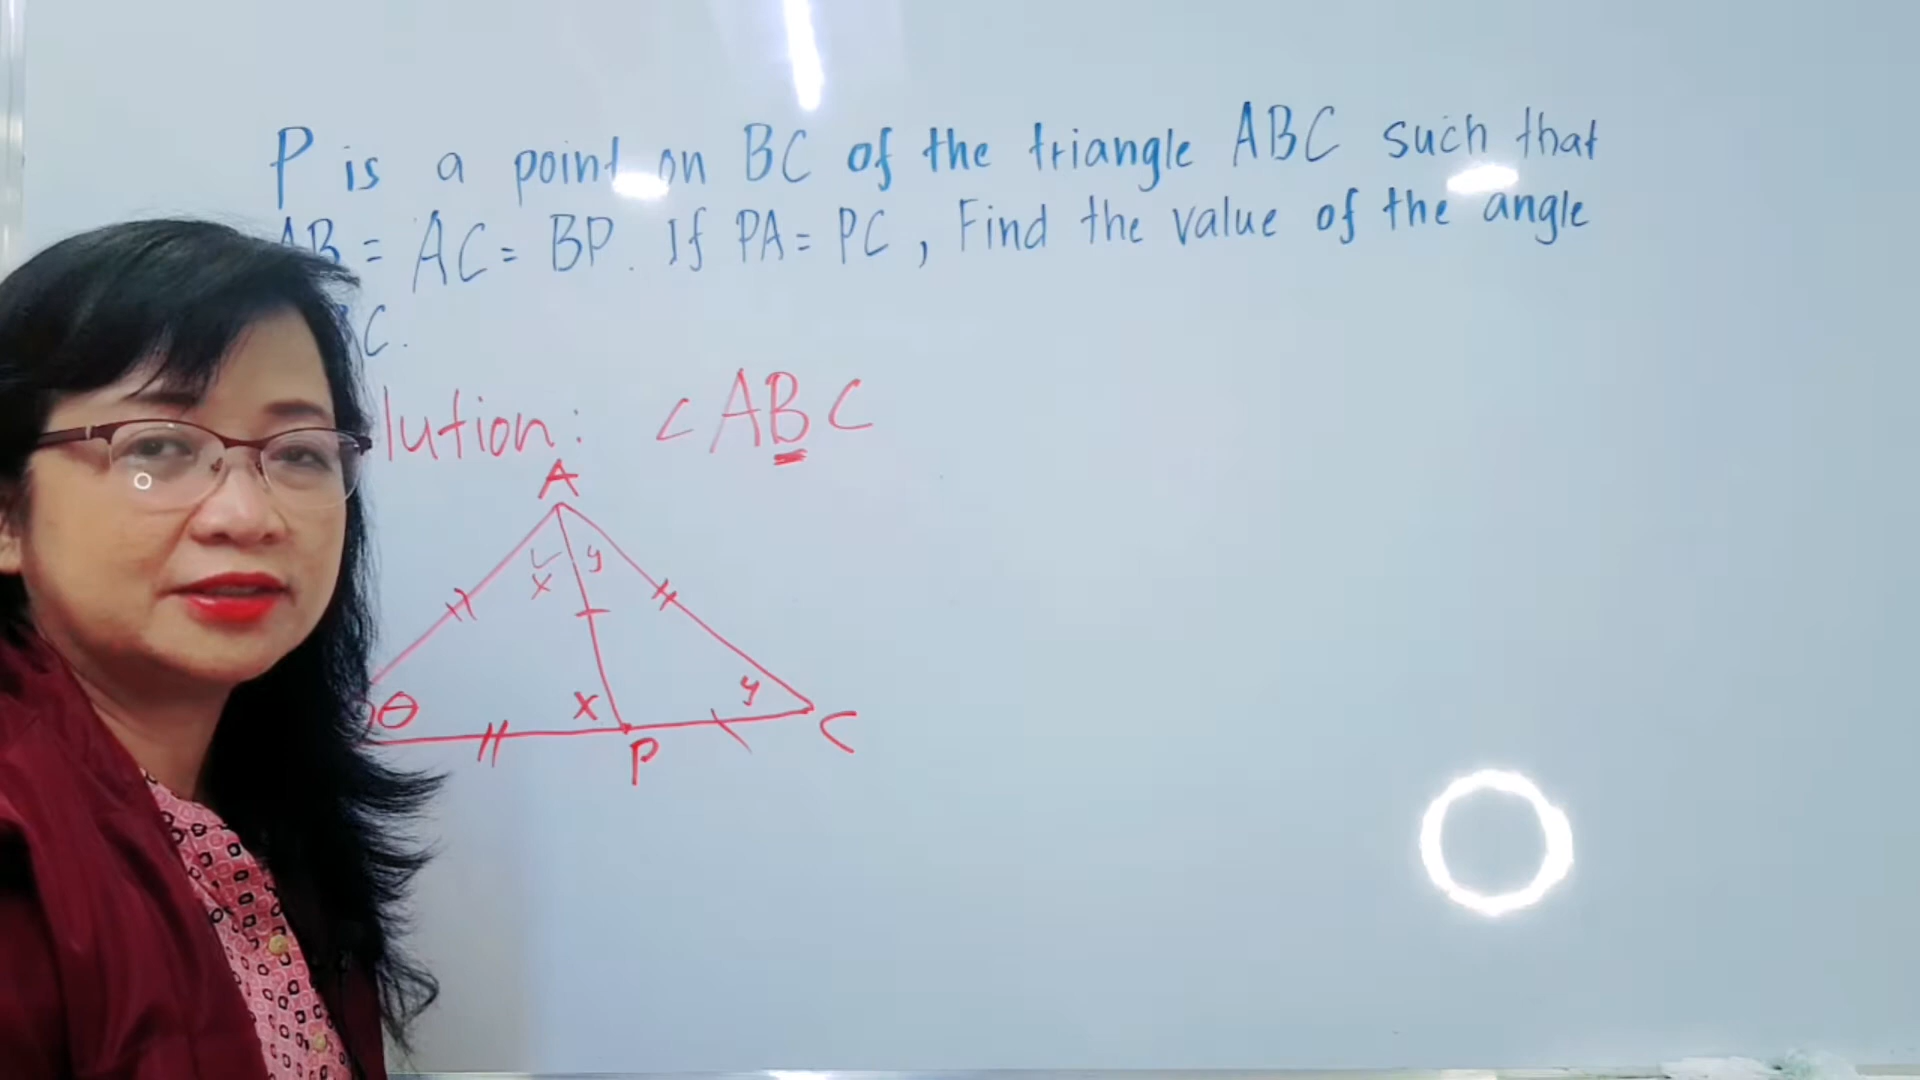 P is a point on BC of the triangle ABC such that
AB = AC = BP. If PA = PC, Find the value of the angle
C.
lution: <ABC
A
x y
θ x y
P C